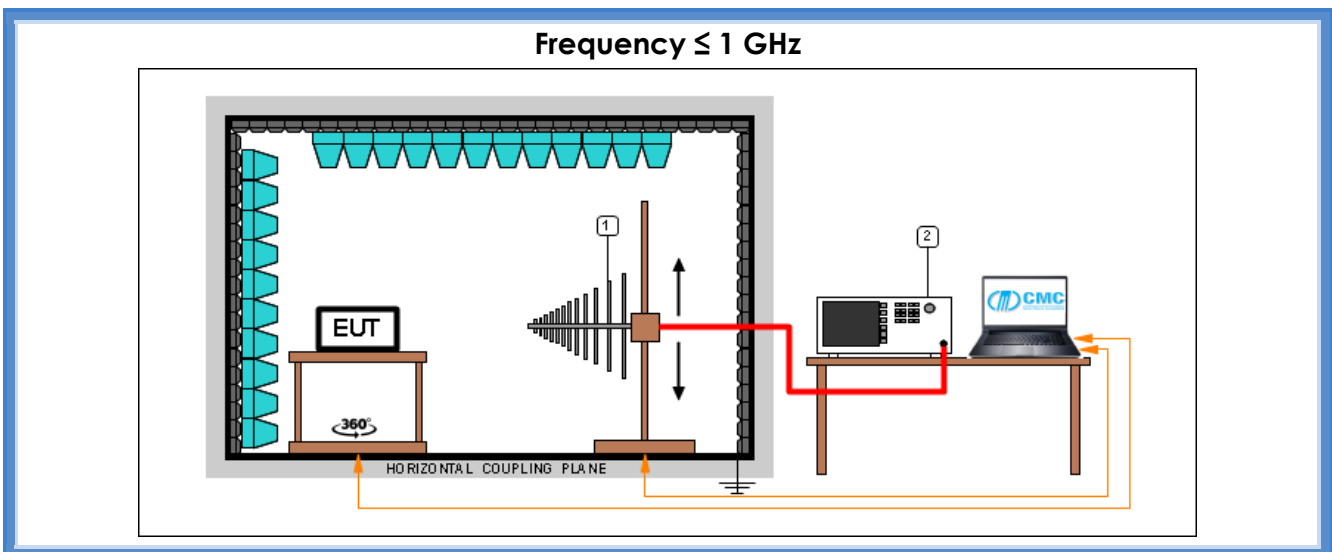 Frequency ≤ 1 GHz
1
2
CMC
EUT
360°
HORIZONTAL COUPLING PLANE